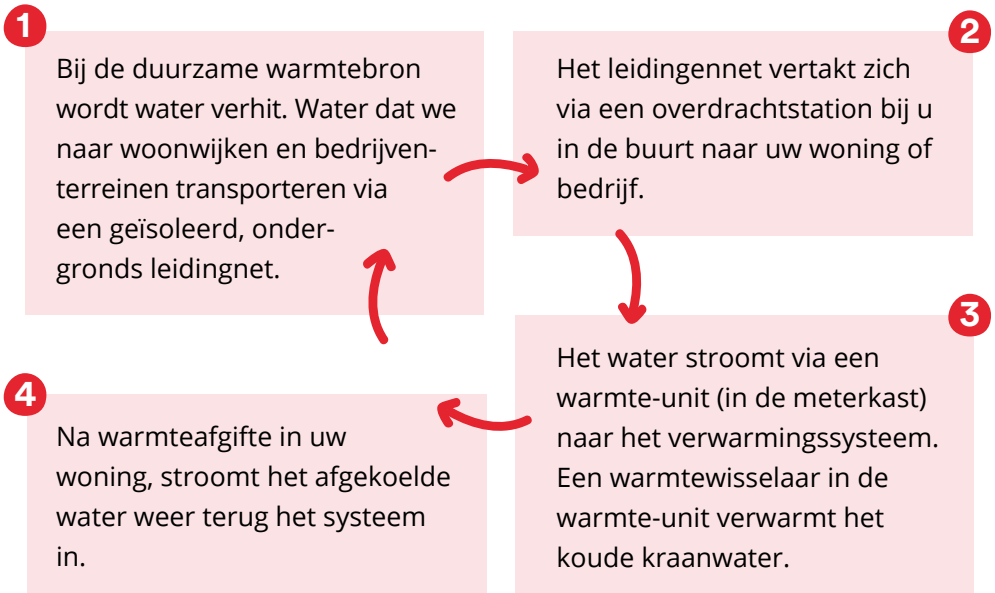 1
Bij de duurzame warmtebron
wordt water verhit. Water dat we
naar woonwijken en bedrijven-
terreinen transporteren via
een geïsoleerd, onder-
gronds leidingnet.
2
Het leidingennet vertakt zich
via een overdrachtstation bij u
in de buurt naar uw woning of
bedrijf.
3
Het water stroomt via een
warmte-unit (in de meterkast)
naar het verwarmingssysteem.
Een warmtewisselaar in de
warmte-unit verwarmt het
koude kraanwater.
4
Na warmteafgifte in uw
woning, stroomt het afgekoelde
water weer terug het systeem
in.